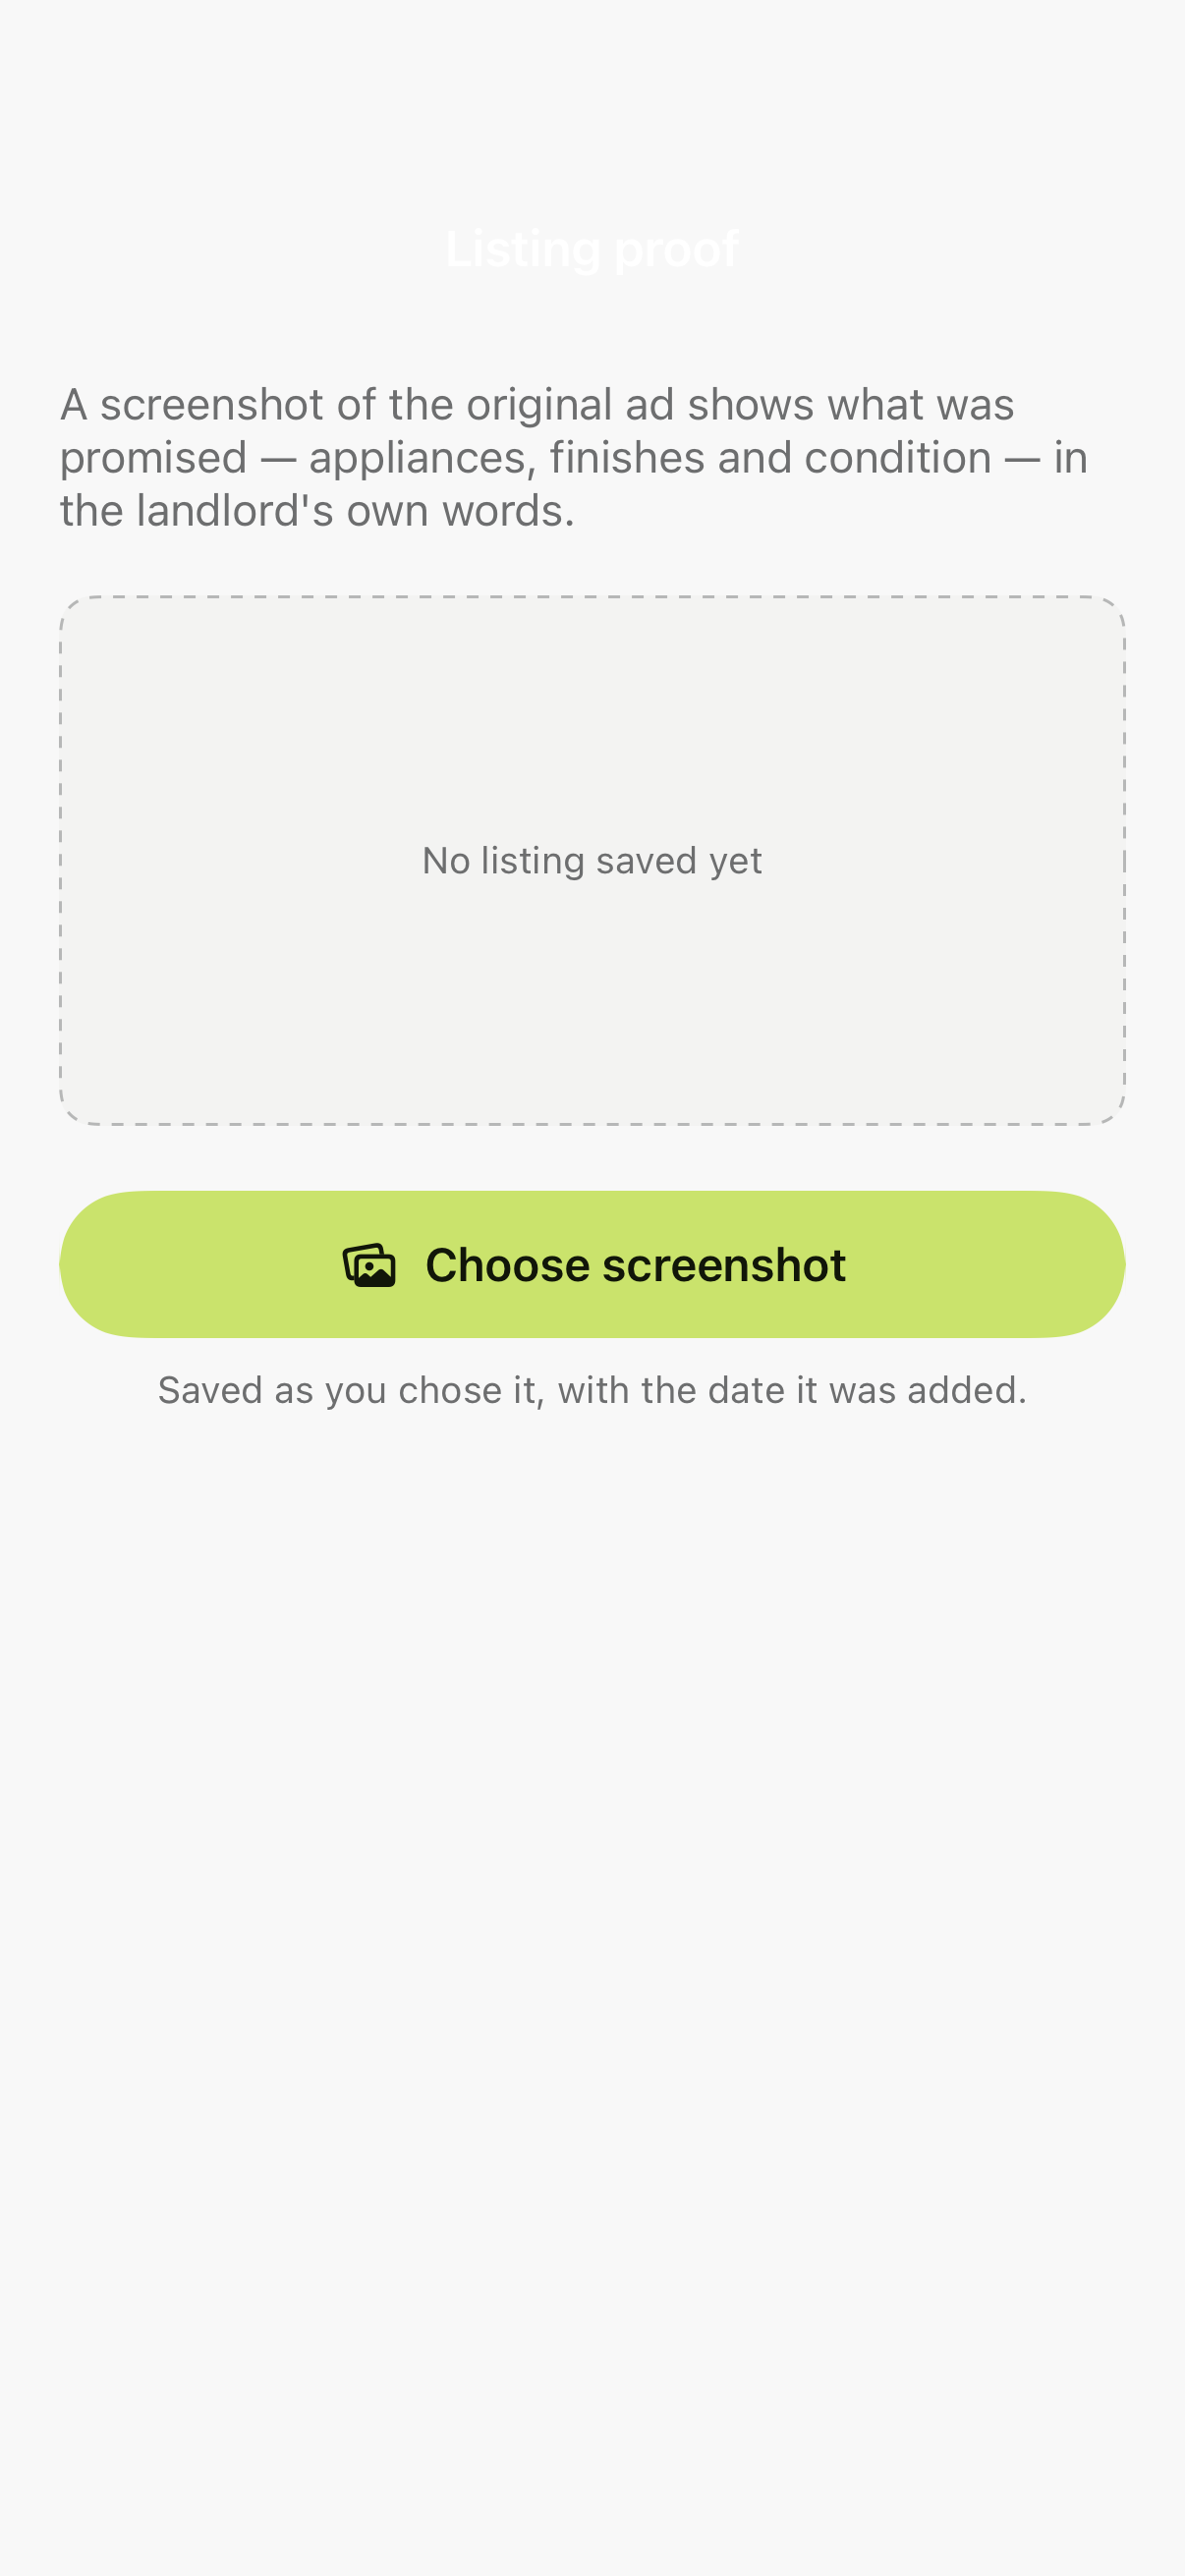 Listing proof
A screenshot of the original ad shows what was
promised — appliances, finishes and condition — in
the landlord's own words.
No listing saved yet
Choose screenshot
Saved as you chose it, with the date it was added.